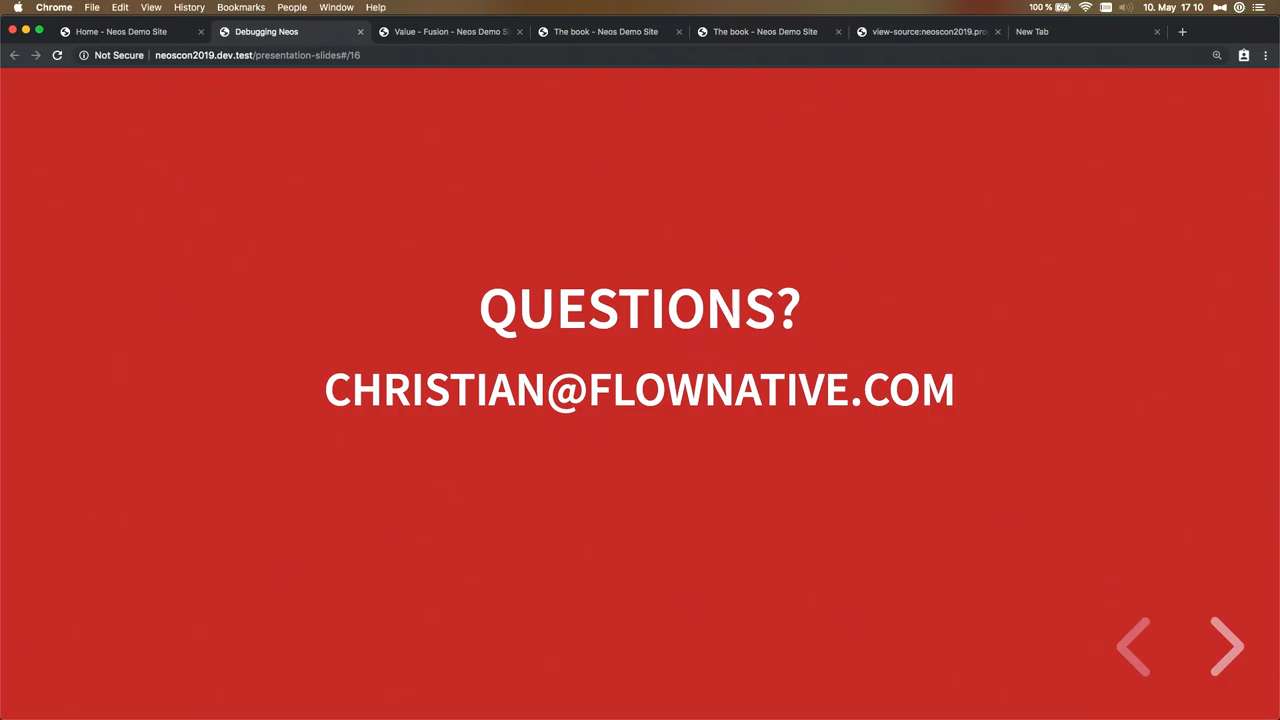 Chrome File Edit View History Bookmarks People Window Help 100 % 10. May 17 10
Home - Neos Demo Site Debugging Neos Value - Fusion - Neos Demo Si The book - Neos Demo Site The book - Neos Demo Site view-source:neoscon2019.pro New Tab
Not Secure neoscon2019.dev.test/presentation-slides#/16
QUESTIONS?
CHRISTIAN@FLOWNATIVE.COM